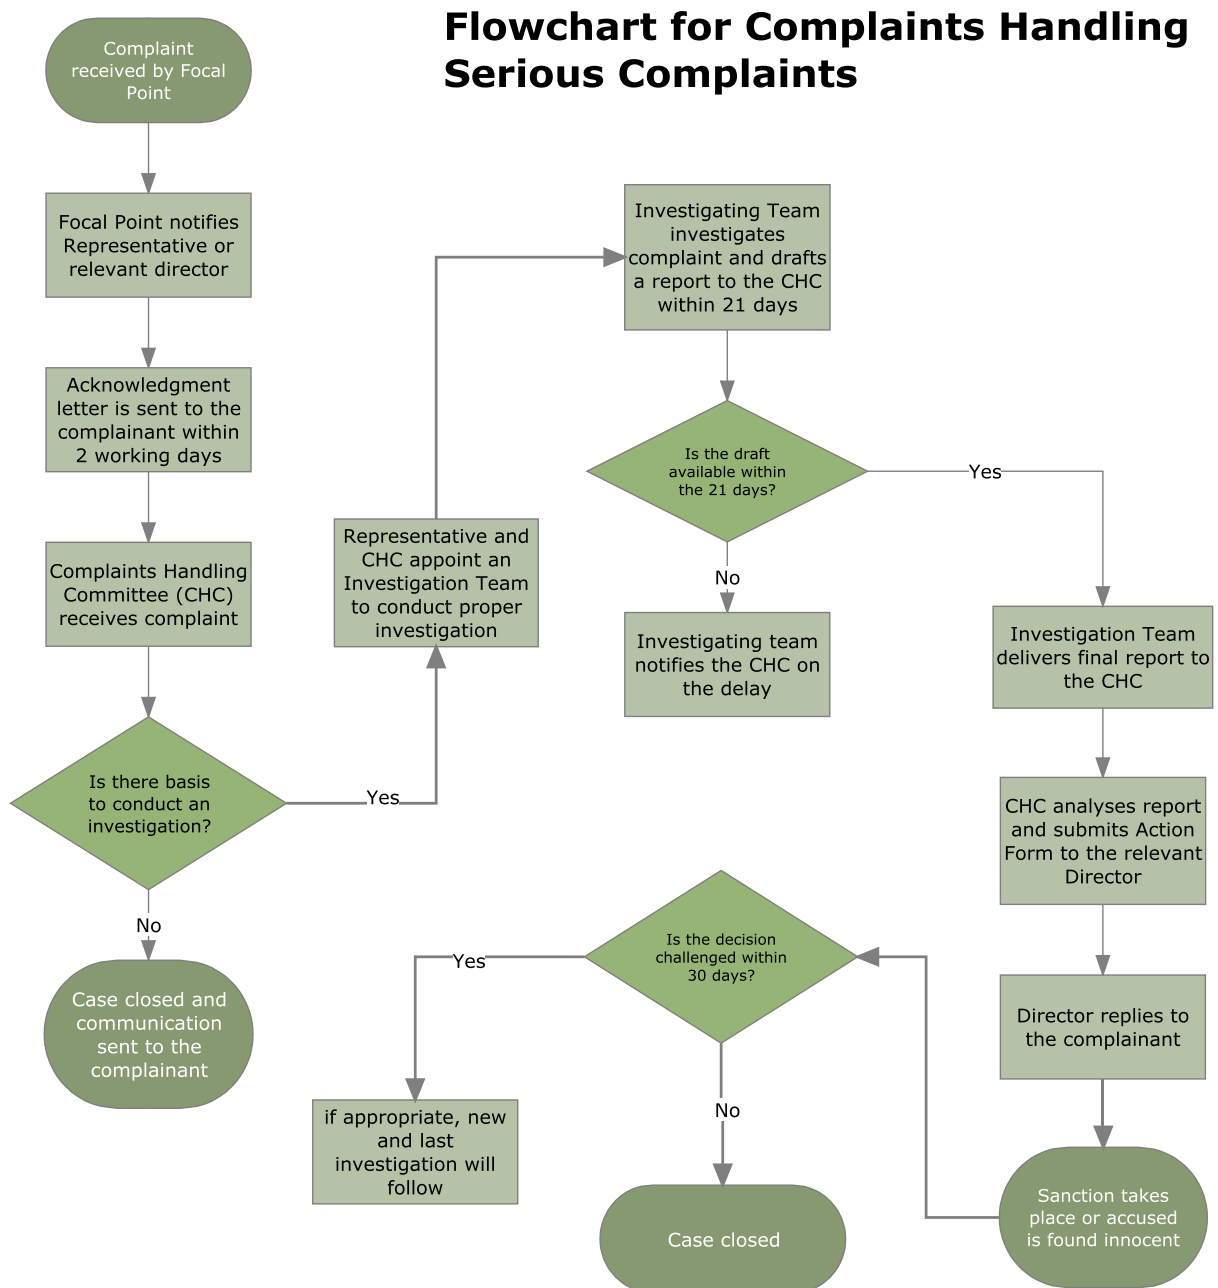 Flowchart for Complaints Handling
Serious Complaints
Complaint
received by Focal
Point
Focal Point notifies
Representative or
relevant director
Acknowledgment
letter is sent to the
complainant within
2 working days
Complaints Handling
Committee (CHC)
receives complaint
Is there basis
to conduct an
investigation?
Yes
No
Case closed and
communication
sent to the
complainant
Representative and
CHC appoint an
Investigation Team
to conduct proper
investigation
Investigating Team
investigates
complaint and drafts
a report to the CHC
within 21 days
Is the draft
available within
the 21 days?
Yes
No
Investigating team
notifies the CHC on
the delay
Investigation Team
delivers final report to
the CHC
CHC analyses report
and submits Action
Form to the relevant
Director
Director replies to
the complainant
Sanction takes
place or accused
is found innocent
Is the decision
challenged within
30 days?
Yes
No
if appropriate, new
and last
investigation will
follow
Case closed